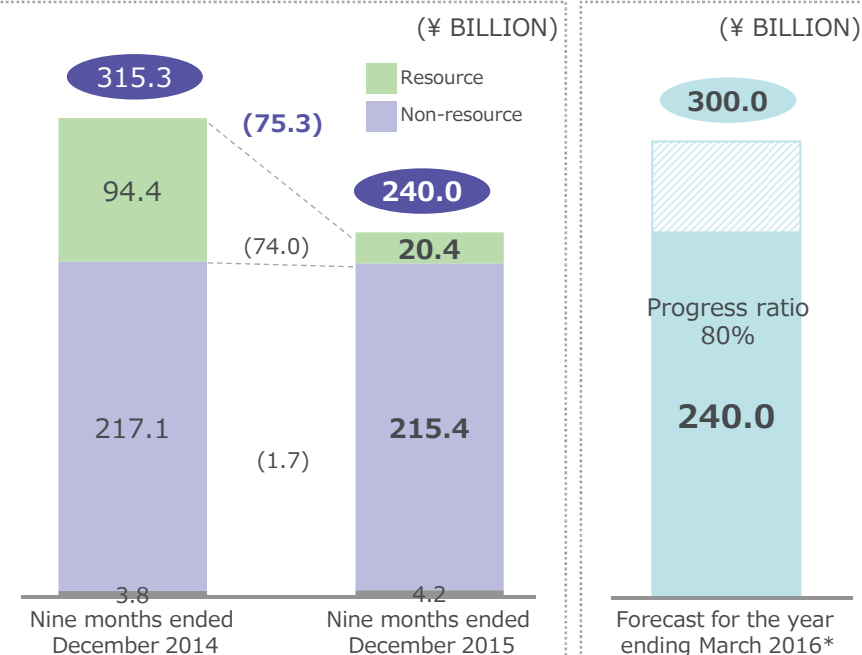 (¥ BILLION)
315.3
Resource
Non-resource
(75.3)
94.4
240.0
(74.0)
20.4
217.1
215.4
(1.7)
3.8
4.2
Nine months ended
December 2014
Nine months ended
December 2015
(¥ BILLION)
300.0
Progress ratio
80%
240.0
Forecast for the year
ending March 2016*